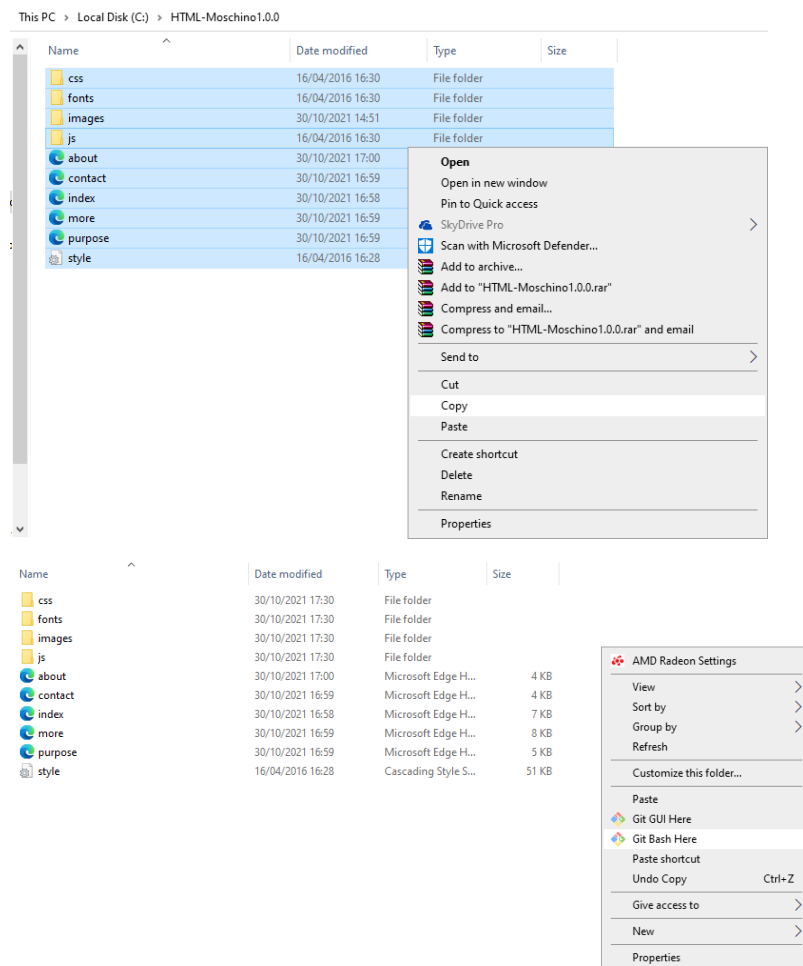 This PC > Local Disk (C:) > HTML-Moschino1.0.0
Name Date modified Type Size
css 16/04/2016 16:30 File folder
fonts 16/04/2016 16:30 File folder
images 30/10/2021 14:51 File folder
js 16/04/2016 16:30 File folder
about 30/10/2021 17:00
contact 30/10/2021 16:59
index 30/10/2021 16:58
more 30/10/2021 16:59
purpose 30/10/2021 16:59
style 16/04/2016 16:28
Open
Open in new window
Pin to Quick access
SkyDrive Pro
Scan with Microsoft Defender...
Add to archive...
Add to "HTML-Moschino1.0.0.rar"
Compress and email...
Compress to "HTML-Moschino1.0.0.rar" and email
Send to
Cut
Copy
Paste
Create shortcut
Delete
Rename
Properties
Name Date modified Type Size
css 30/10/2021 17:30 File folder
fonts 30/10/2021 17:30 File folder
images 30/10/2021 17:30 File folder
js 30/10/2021 17:30 File folder
about 30/10/2021 17:00 Microsoft Edge H... 4 KB
contact 30/10/2021 16:59 Microsoft Edge H... 4 KB
index 30/10/2021 16:58 Microsoft Edge H... 7 KB
more 30/10/2021 16:59 Microsoft Edge H... 8 KB
purpose 30/10/2021 16:59 Microsoft Edge H... 5 KB
style 16/04/2016 16:28 Cascading Style S... 51 KB
AMD Radeon Settings
View
Sort by
Group by
Refresh
Customize this folder...
Paste
Git GUI Here
Git Bash Here
Paste shortcut
Undo Copy Ctrl+Z
Give access to
New
Properties